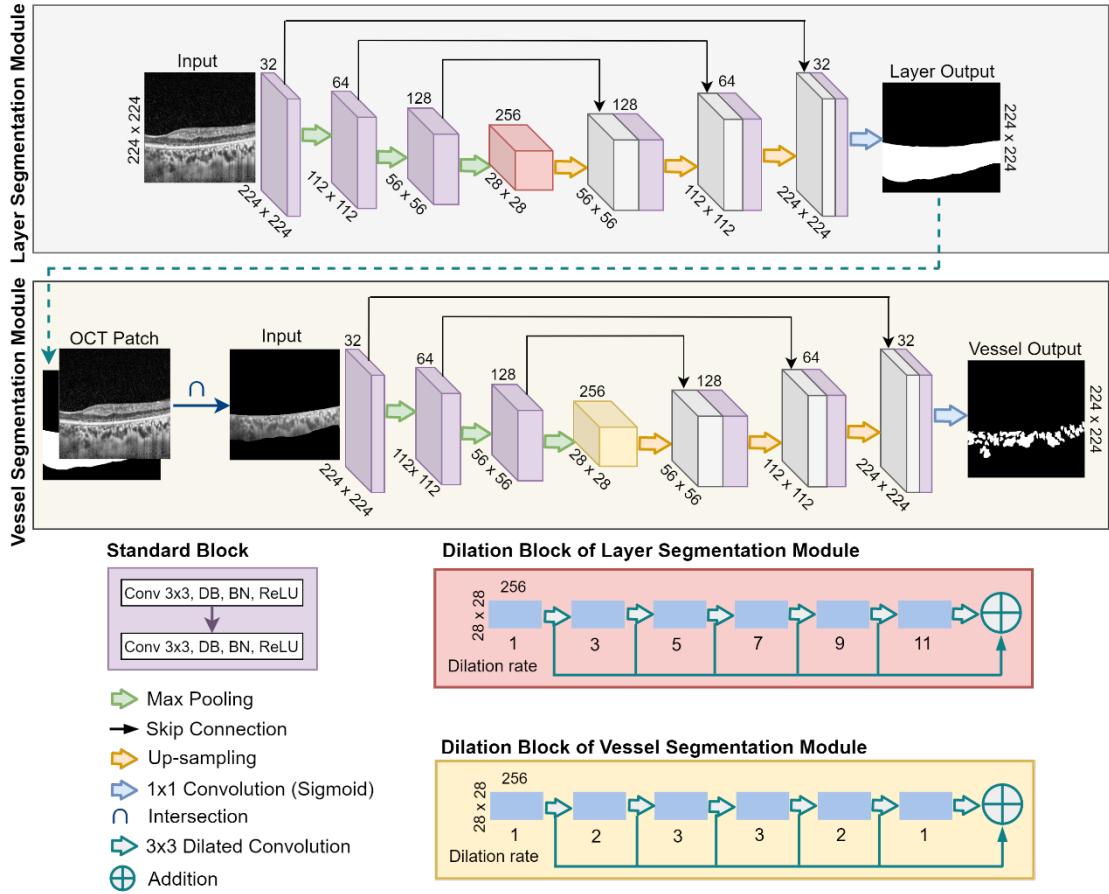 Layer Segmentation Module
Input
224 x 224
32
224 x 224
64
112 x 112
128
56 x 56
256
28 x 28
128
56 x 56
64
112 x 112
32
224 x 224
Layer Output
224 x 224
Vessel Segmentation Module
OCT Patch
∩
Input
32
224 x 224
64
112x 112
128
56 x 56
256
28 x 28
128
56 x 56
64
112 x 112
32
224 x 224
Vessel Output
224 x 224
Standard Block
Conv 3x3, DB, BN, ReLU
Conv 3x3, DB, BN, ReLU
Max Pooling
Skip Connection
Up-sampling
1x1 Convolution (Sigmoid)
∩ Intersection
3x3 Dilated Convolution
Addition
Dilation Block of Layer Segmentation Module
256
28 x 28
1 3 5 7 9 11
Dilation rate
Dilation Block of Vessel Segmentation Module
256
28 x 28
1 2 3 3 2 1
Dilation rate